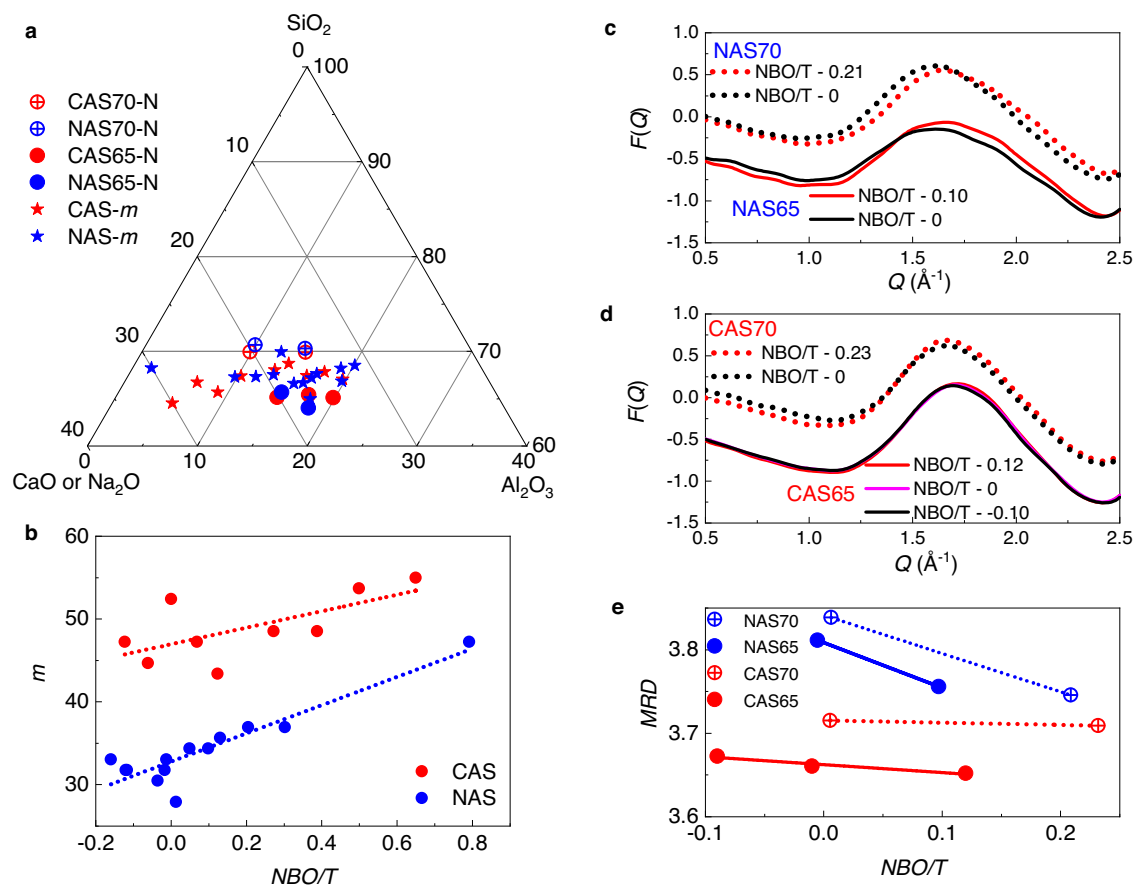 a
SiO₂
0
100
CAS70-N
NAS70-N
CAS65-N
NAS65-N
CAS-m
NAS-m
10
90
20
80
30
70
40
60
0
10
20
30
40
CaO or Na₂O
Al₂O₃
b
60
50
40
30
m
CAS
NAS
-0.2
0.0
0.2
0.4
0.6
0.8
NBO/T
c
1.0
0.5
0.0
-0.5
-1.0
-1.5
F(Q)
NAS70
NBO/T - 0.21
NBO/T - 0
NAS65
NBO/T - 0.10
NBO/T - 0
0.5
1.0
1.5
2.0
2.5
Q (Å⁻¹)
d
1.0
0.5
0.0
-0.5
-1.0
-1.5
F(Q)
CAS70
NBO/T - 0.23
NBO/T - 0
CAS65
NBO/T - 0.12
NBO/T - 0
NBO/T - -0.10
0.5
1.0
1.5
2.0
2.5
Q (Å⁻¹)
e
3.8
3.7
3.6
MRD
NAS70
NAS65
CAS70
CAS65
-0.1
0.0
0.1
0.2
NBO/T